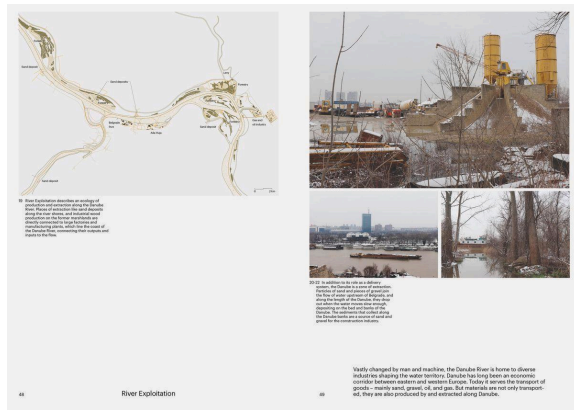 Sand deposit
Sand deposits
Sand deposit
Sand deposit
19 River Exploitation describes an ecology of
production and extraction along the Danube
River. Places of extraction like sand deposits
along the river shores, and industrial wood
production on the former marshlands are
directly connected to large factories and
manufacturing plants, which line the coast of
the Danube River, connecting their outputs and
inputs to the flow.
20-22 In addition to its role as a delivery
system, the Danube is a zone of extraction.
Particles of sand and pieces of gravel join
the flow of water upstream of Belgrade, and
along the length of the Danube, they drop
out when the water moves slow enough,
depositing on the bed and banks of the
Danube. The sediments that collect along
the Danube banks are a source of sand and
gravel for the construction industry.
Vastly changed by man and machine, the Danube River is home to diverse
industries shaping the water territory. Danube has long been an economic
corridor between eastern and western Europe. Today it serves the transport of
goods – mainly sand, gravel, oil, and gas. But materials are not only transport-
ed, they are also produced by and extracted along Danube.
48
River Exploitation
49